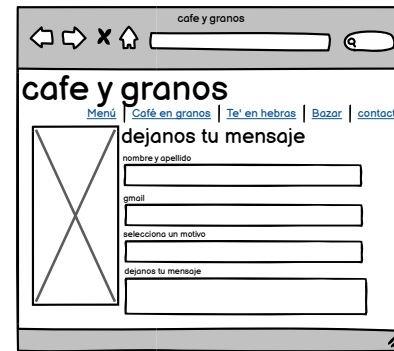 cafe y granos
cafe y granos
Menú | Café en granos | Te' en hebras | Bazar | contact
dejanos tu mensaje
nombre y apellido
gmail
selecciona un motivo
dejanos tu mensaje